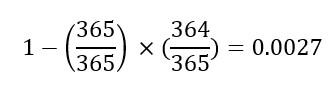 1 − (365/365) × (364/365) = 0.0027